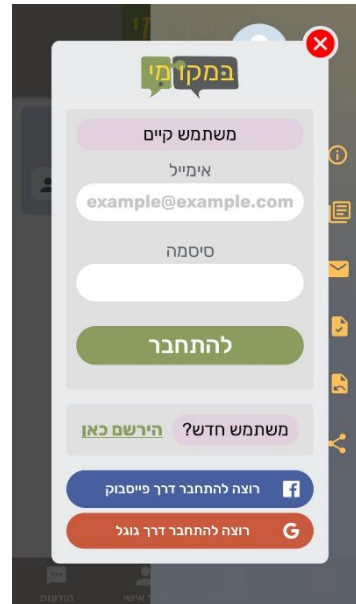 במקומי
משתמש קיים
אימייל
example@example.com
סיסמה
להתחבר
משתמש חדש? הירשם כאן
רוצה להתחבר דרך פייסבוק
רוצה להתחבר דרך גוגל
אישי
הודעות